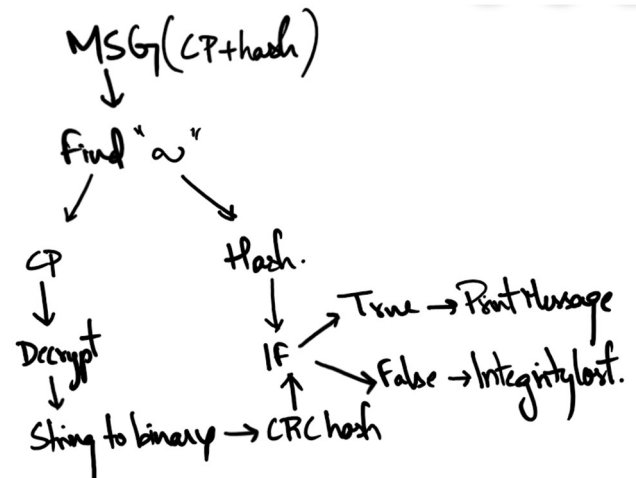 MSG(CP+hash)
Find "~"
CP
Hash.
True
Print Message
Decrypt
IF
False
Integrity lost.
String to binary
CRC hash